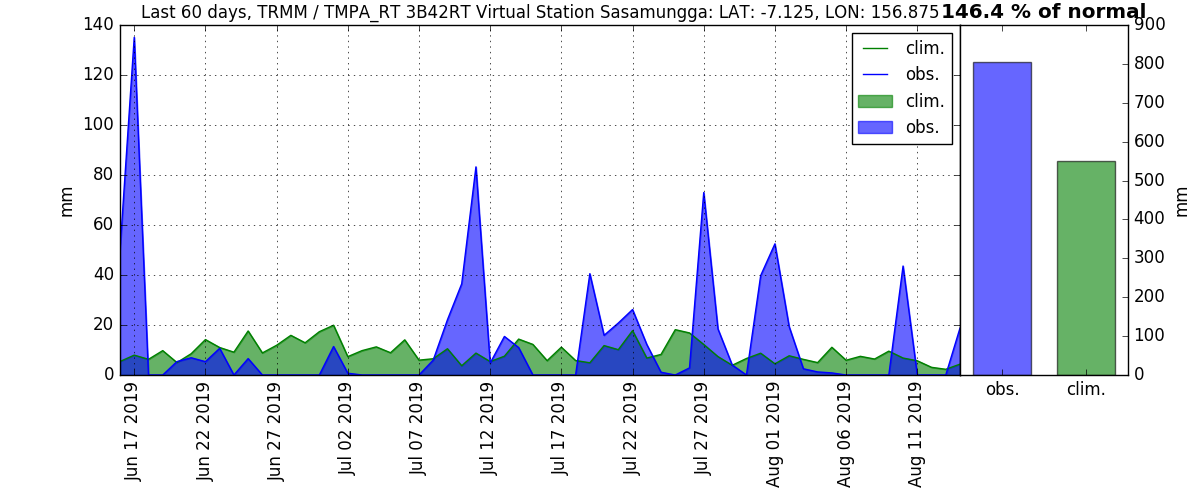 Last 60 days, TRMM / TMPA_RT 3B42RT Virtual Station Sasamungga: LAT: -7.125, LON: 156.875
146.4 % of normal
140
120
100
80
60
40
20
0
mm
clim.
obs.
clim.
obs.
Jun 17 2019
Jun 22 2019
Jun 27 2019
Jul 02 2019
Jul 07 2019
Jul 12 2019
Jul 17 2019
Jul 22 2019
Jul 27 2019
Aug 01 2019
Aug 06 2019
Aug 11 2019
900
800
700
600
500
400
300
200
100
0
mm
obs.
clim.